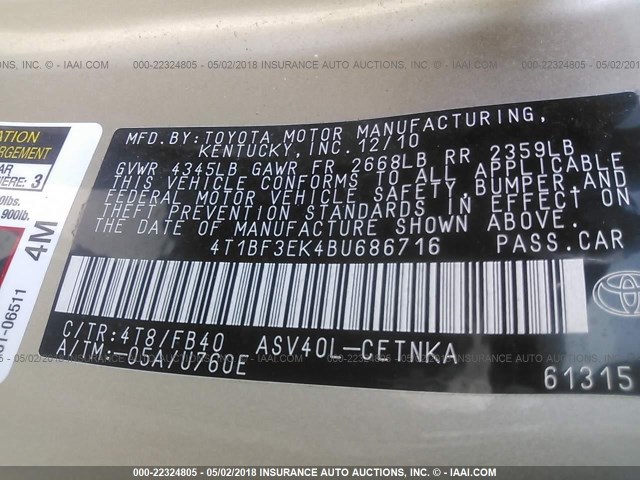 INC. - IAAI.COM 000-22324805 - 05/02/2018 INSURANCE AUTO AUCTIONS, INC. - IAAI.COM 000-22324805
MFD.BY:TOYOTA MOTOR MANUFACTURING,
KENTUCKY, INC. 12/10
GVWR 4345LB GAWR FR 2668LB RR 2359LB
THIS VEHICLE CONFORMS TO ALL APPLICABLE
FEDERAL MOTOR VEHICLE SAFETY, BUMPER, AND
THEFT PREVENTION STANDARDS IN EFFECT ON
THE DATE OF MANUFACTURE SHOWN ABOVE.
4T1BF3EK4BU686716 PASS.CAR
C/TR:4T8/FB40 ASV40L-CETNKA
A/TM:-05A/U760E
61315
4M
3
900lb.
-06511
000-22324805 - 05/02/2018 INSURANCE AUTO AUCTIONS, INC. - IAAI.COM